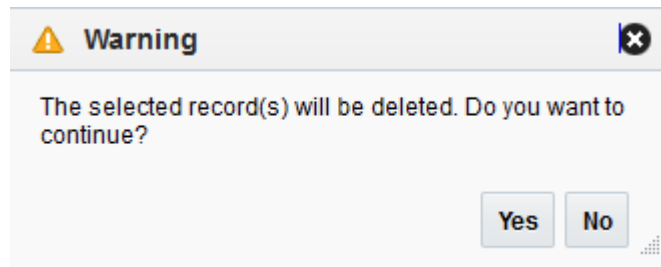 Warning
The selected record(s) will be deleted. Do you want to
continue?
Yes No